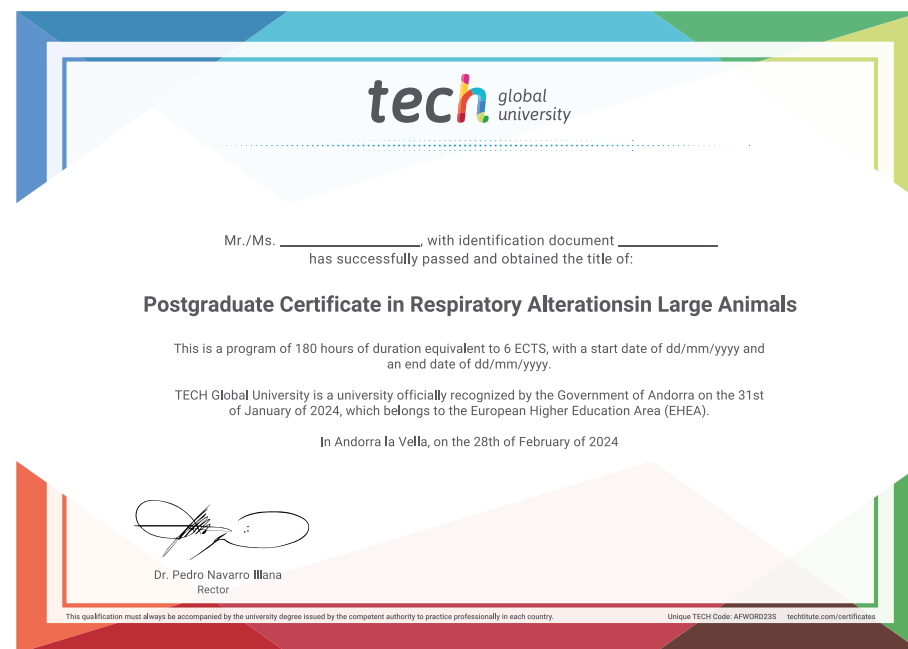 tech global university
Mr./Ms. ____________, with identification document ____________
has successfully passed and obtained the title of:
Postgraduate Certificate in Respiratory Alterationsin Large Animals
This is a program of 180 hours of duration equivalent to 6 ECTS, with a start date of dd/mm/yyyy and
an end date of dd/mm/yyyy.
TECH Global University is a university officially recognized by the Government of Andorra on the 31st
of January of 2024, which belongs to the European Higher Education Area (EHEA).
In Andorra la Vella, on the 28th of February of 2024
Dr. Pedro Navarro Illana
Rector
This qualification must always be accompanied by the university degree issued by the competent authority to practice professionally in each country.
Unique TECH Code: AFWORD23S techtitute.com/certificates